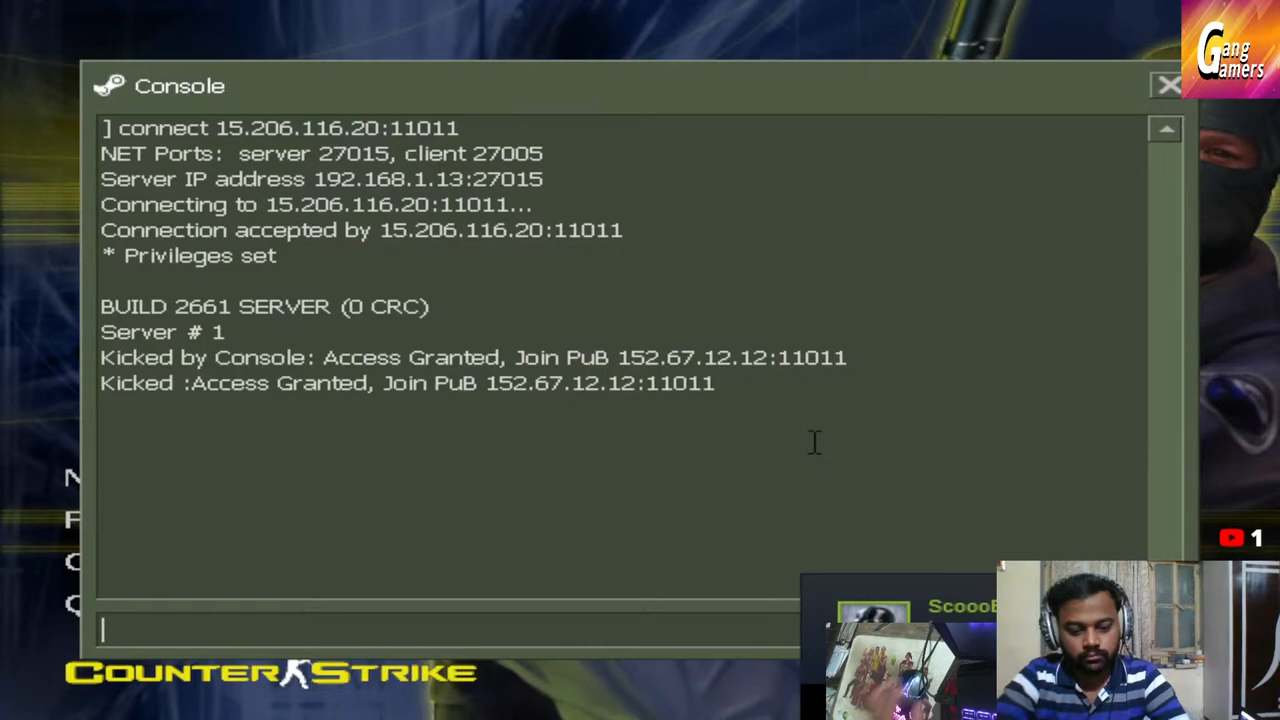 Gang
Gamers
Console
] connect 15.206.116.20:11011
NET Ports:  server 27015, client 27005
Server IP address 192.168.1.13:27015
Connecting to 15.206.116.20:11011...
Connection accepted by 15.206.116.20:11011
* Privileges set
BUILD 2661 SERVER (0 CRC)
Server # 1
Kicked by Console: Access Granted, Join PuB 152.67.12.12:11011
Kicked :Access Granted, Join PuB 152.67.12.12:11011
1
COUNTER STRIKE